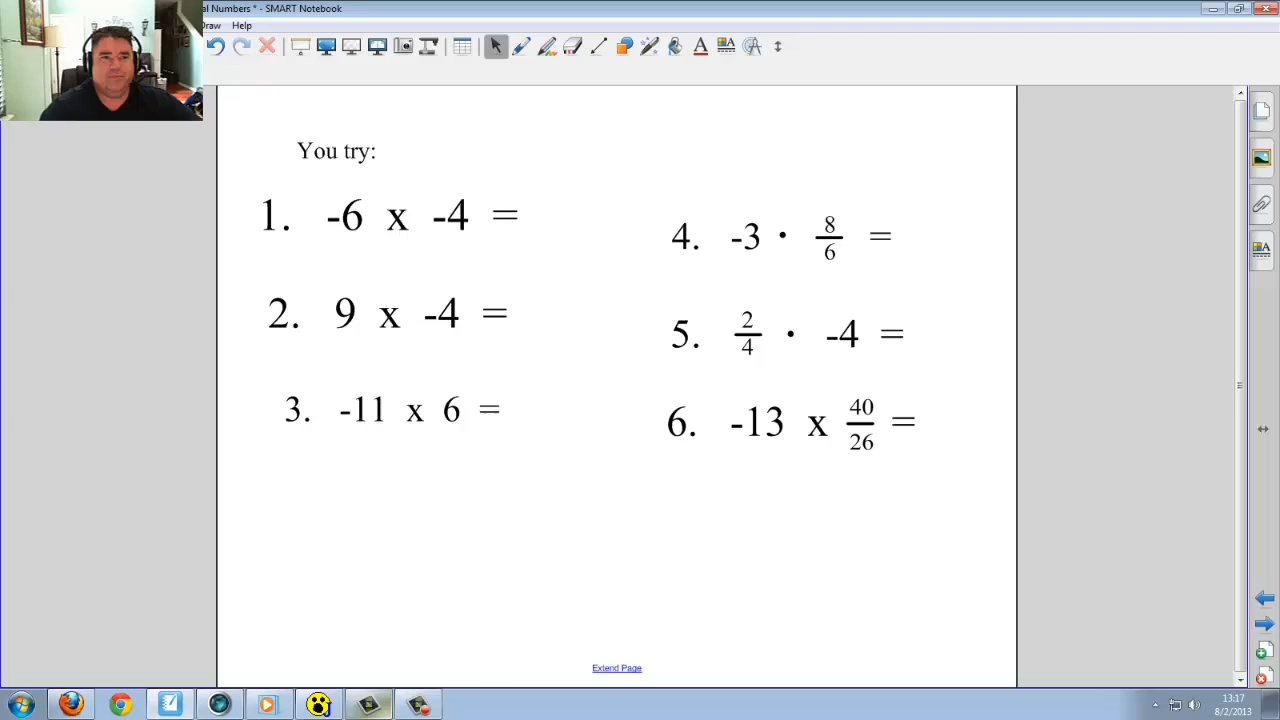 al Numbers * - SMART Notebook
Draw Help
You try:
1. -6 x -4 =
2. 9 x -4 =
3. -11 x 6 =
4. -3 · 8/6 =
5. 2/4 · -4 =
6. -13 x 40/26 =
Extend Page
13:17
8/2/2013